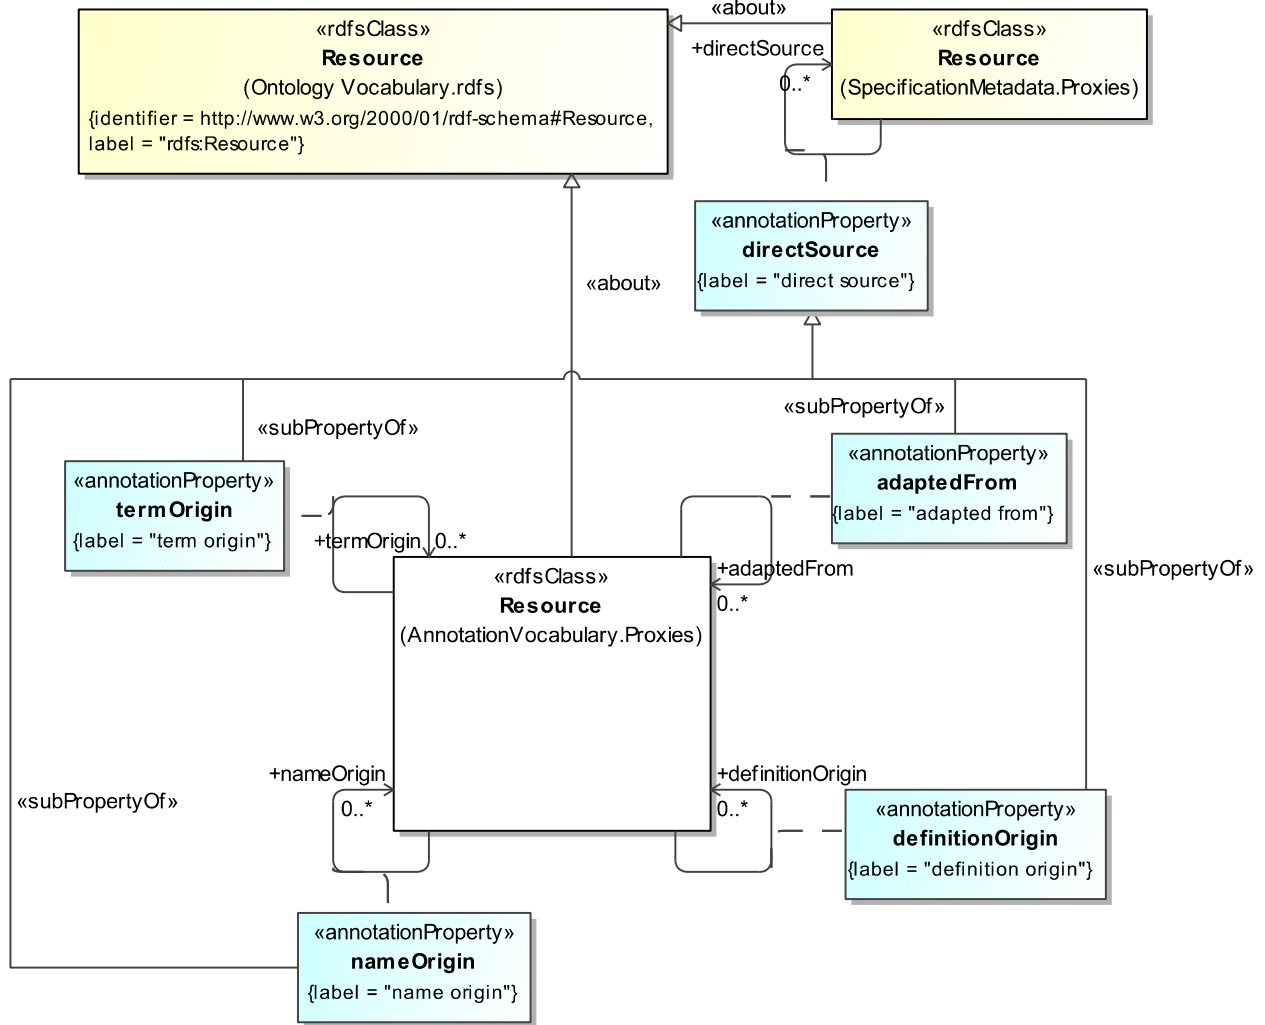 «rdfsClass»
Resource
(Ontology Vocabulary.rdfs)
{identifier = http://www.w3.org/2000/01/rdf-schema#Resource,
label = "rdfs:Resource"}
«about»
+directSource
0..*
«rdfsClass»
Resource
(SpecificationMetadata.Proxies)
«annotationProperty»
directSource
{label = "direct source"}
«about»
«subPropertyOf»
«subPropertyOf»
«annotationProperty»
termOrigin
{label = "term origin"}
+termOrigin
0..*
«annotationProperty»
adaptedFrom
{label = "adapted from"}
+adaptedFrom
0..*
«subPropertyOf»
«rdfsClass»
Resource
(AnnotationVocabulary.Proxies)
+nameOrigin
0..*
+definitionOrigin
0..*
«subPropertyOf»
«annotationProperty»
definitionOrigin
{label = "definition origin"}
«annotationProperty»
nameOrigin
{label = "name origin"}